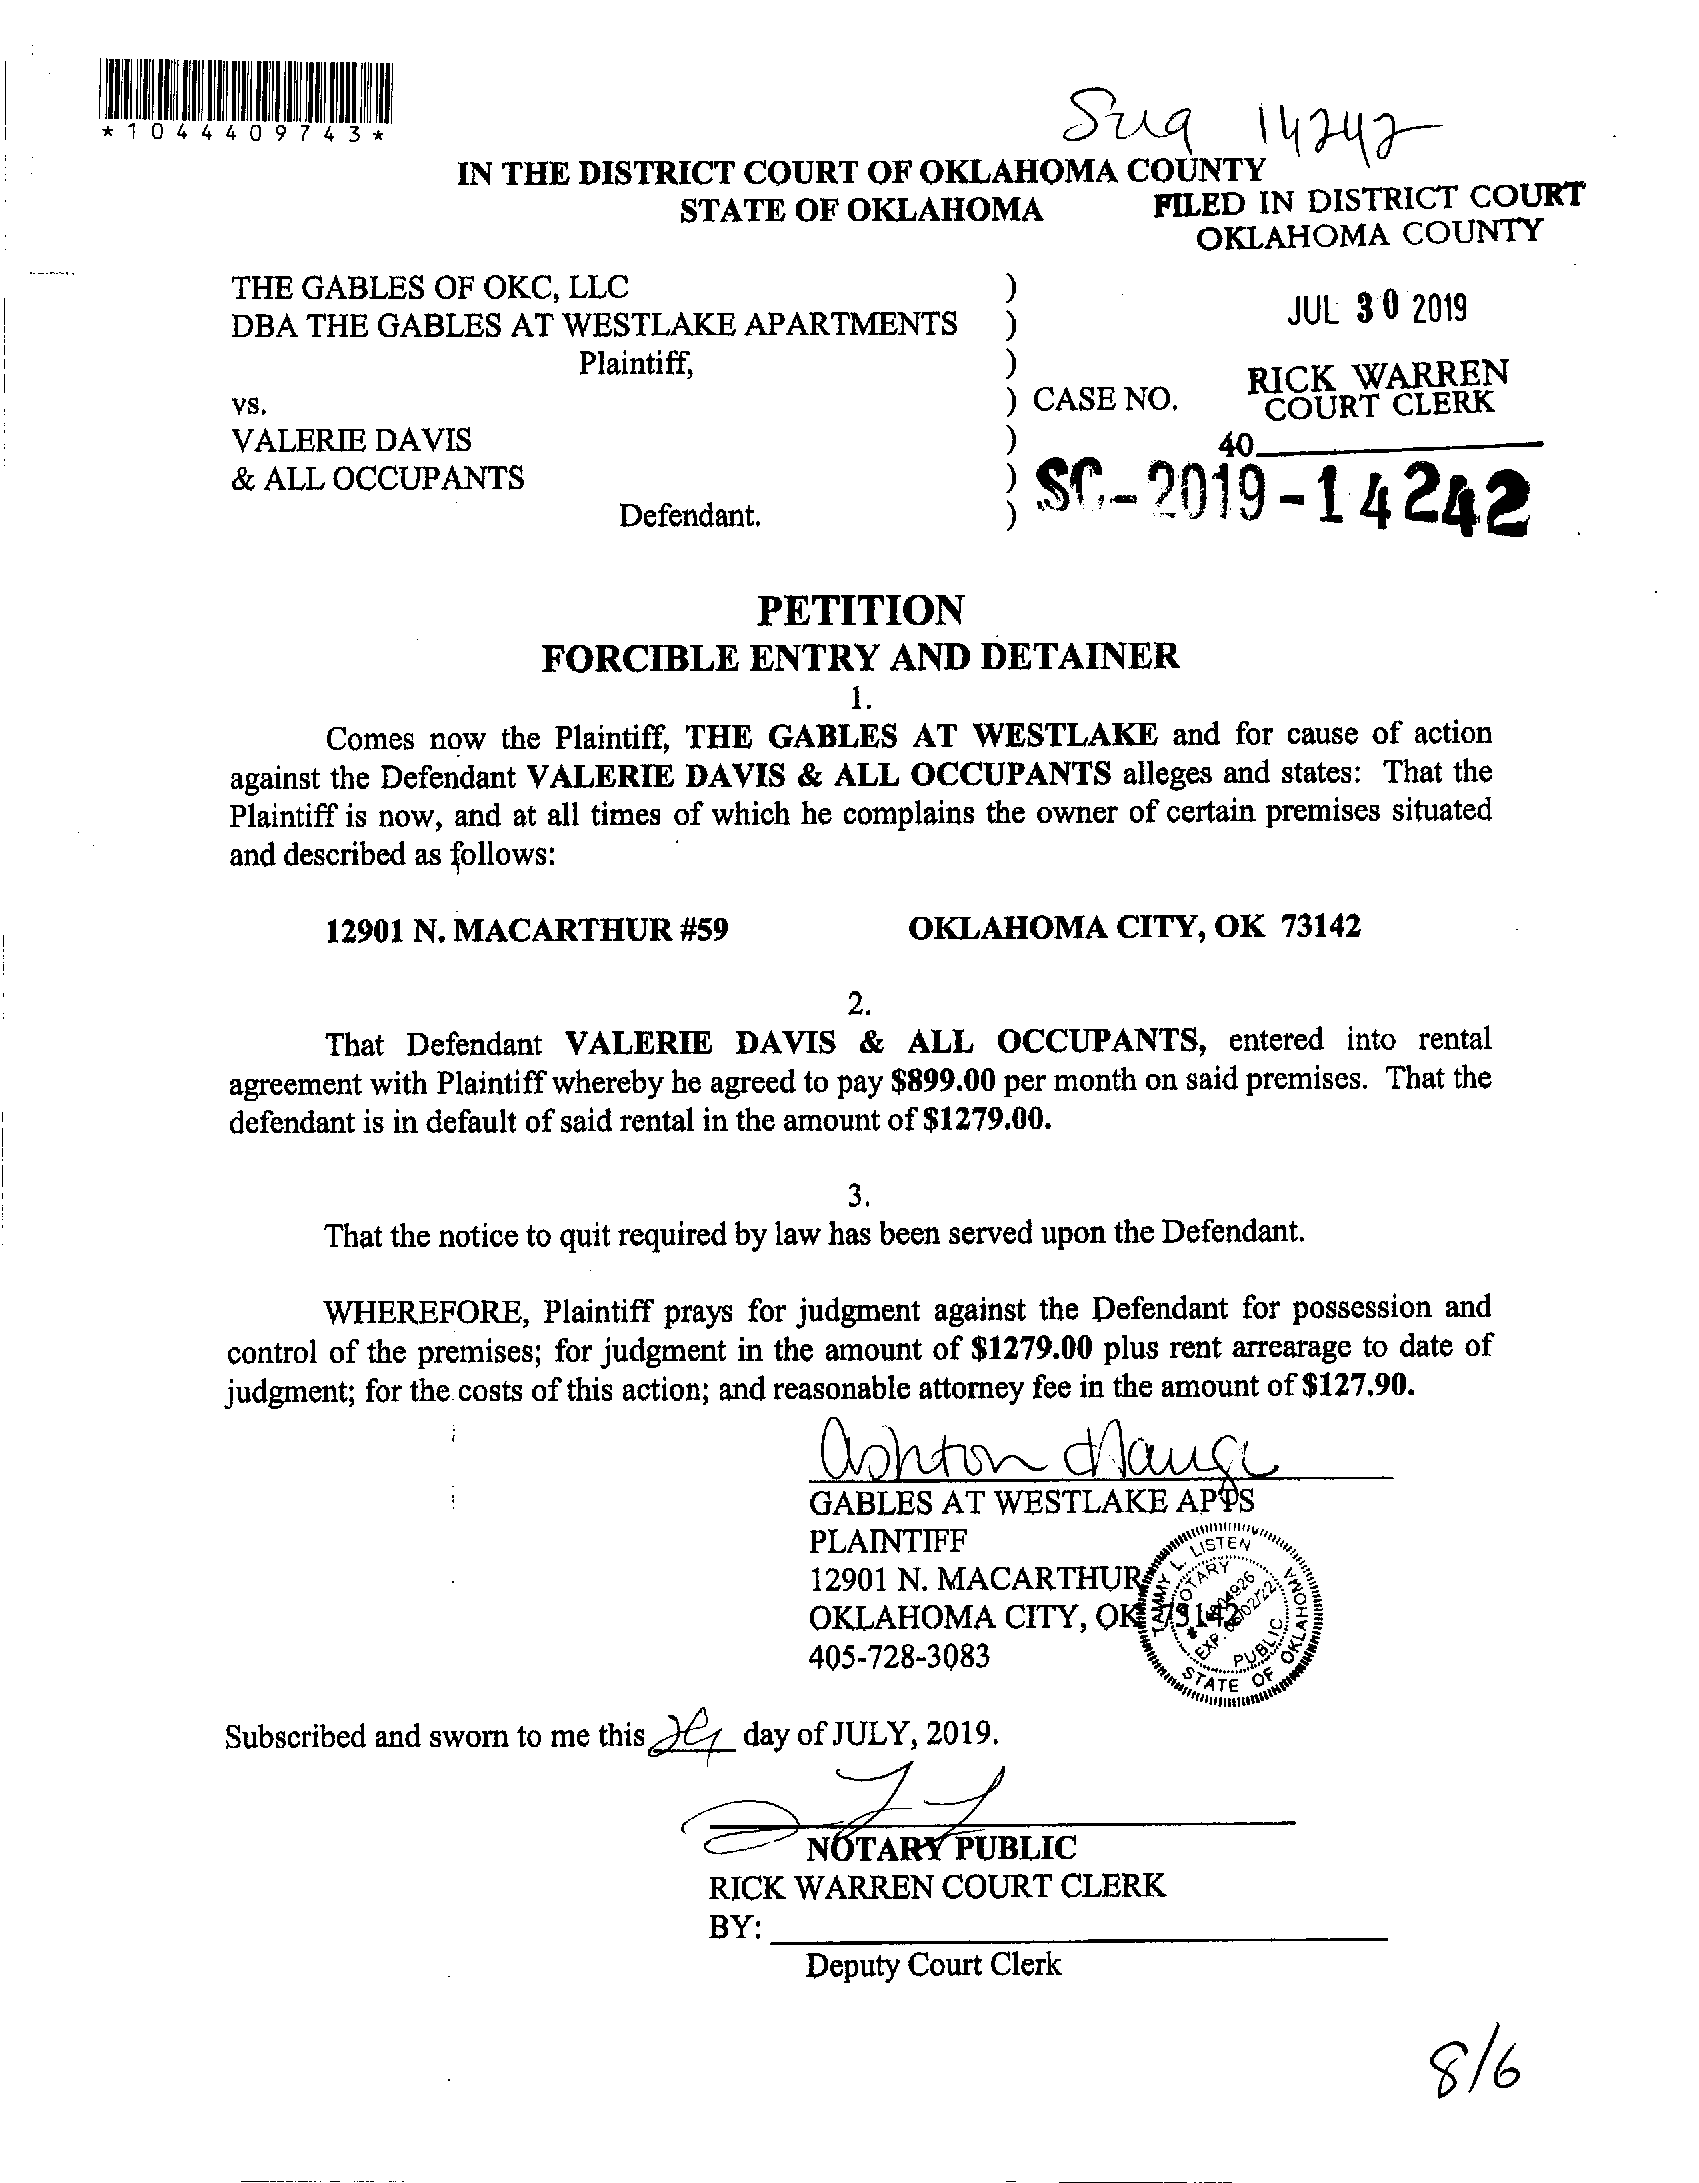 *1044409743*
14242
IN THE DISTRICT COURT OF OKLAHOMA COUNTY
STATE OF OKLAHOMA
FILED IN DISTRICT COURT
OKLAHOMA COUNTY
JUL 30 2019
RICK WARREN
COURT CLERK
40
THE GABLES OF OKC, LLC )
DBA THE GABLES AT WESTLAKE APARTMENTS )
Plaintiff, )
vs. ) CASE NO.
VALERIE DAVIS )
& ALL OCCUPANTS ) SC-2019-14242
Defendant. )
PETITION
FORCIBLE ENTRY AND DETAINER
1.
Comes now the Plaintiff, THE GABLES AT WESTLAKE and for cause of action
against the Defendant VALERIE DAVIS & ALL OCCUPANTS alleges and states: That the
Plaintiff is now, and at all times of which he complains the owner of certain premises situated
and described as follows:
12901 N. MACARTHUR #59 OKLAHOMA CITY, OK 73142
2.
That Defendant VALERIE DAVIS & ALL OCCUPANTS, entered into rental
agreement with Plaintiff whereby he agreed to pay $899.00 per month on said premises. That the
defendant is in default of said rental in the amount of $1279.00.
3.
That the notice to quit required by law has been served upon the Defendant.
WHEREFORE, Plaintiff prays for judgment against the Defendant for possession and
control of the premises; for judgment in the amount of $1279.00 plus rent arrearage to date of
judgment; for the costs of this action; and reasonable attorney fee in the amount of $127.90.
Ashton
GABLES AT WESTLAKE APTS
PLAINTIFF
12901 N. MACARTHUR
OKLAHOMA CITY, OK 73142
405-728-3083
TAMMY L. LISTEN
NOTARY
EXP.
PUBLIC
STATE OF OKLAHOMA
Subscribed and sworn to me this day of JULY, 2019.
NOTARY PUBLIC
RICK WARREN COURT CLERK
BY:
Deputy Court Clerk
8/6